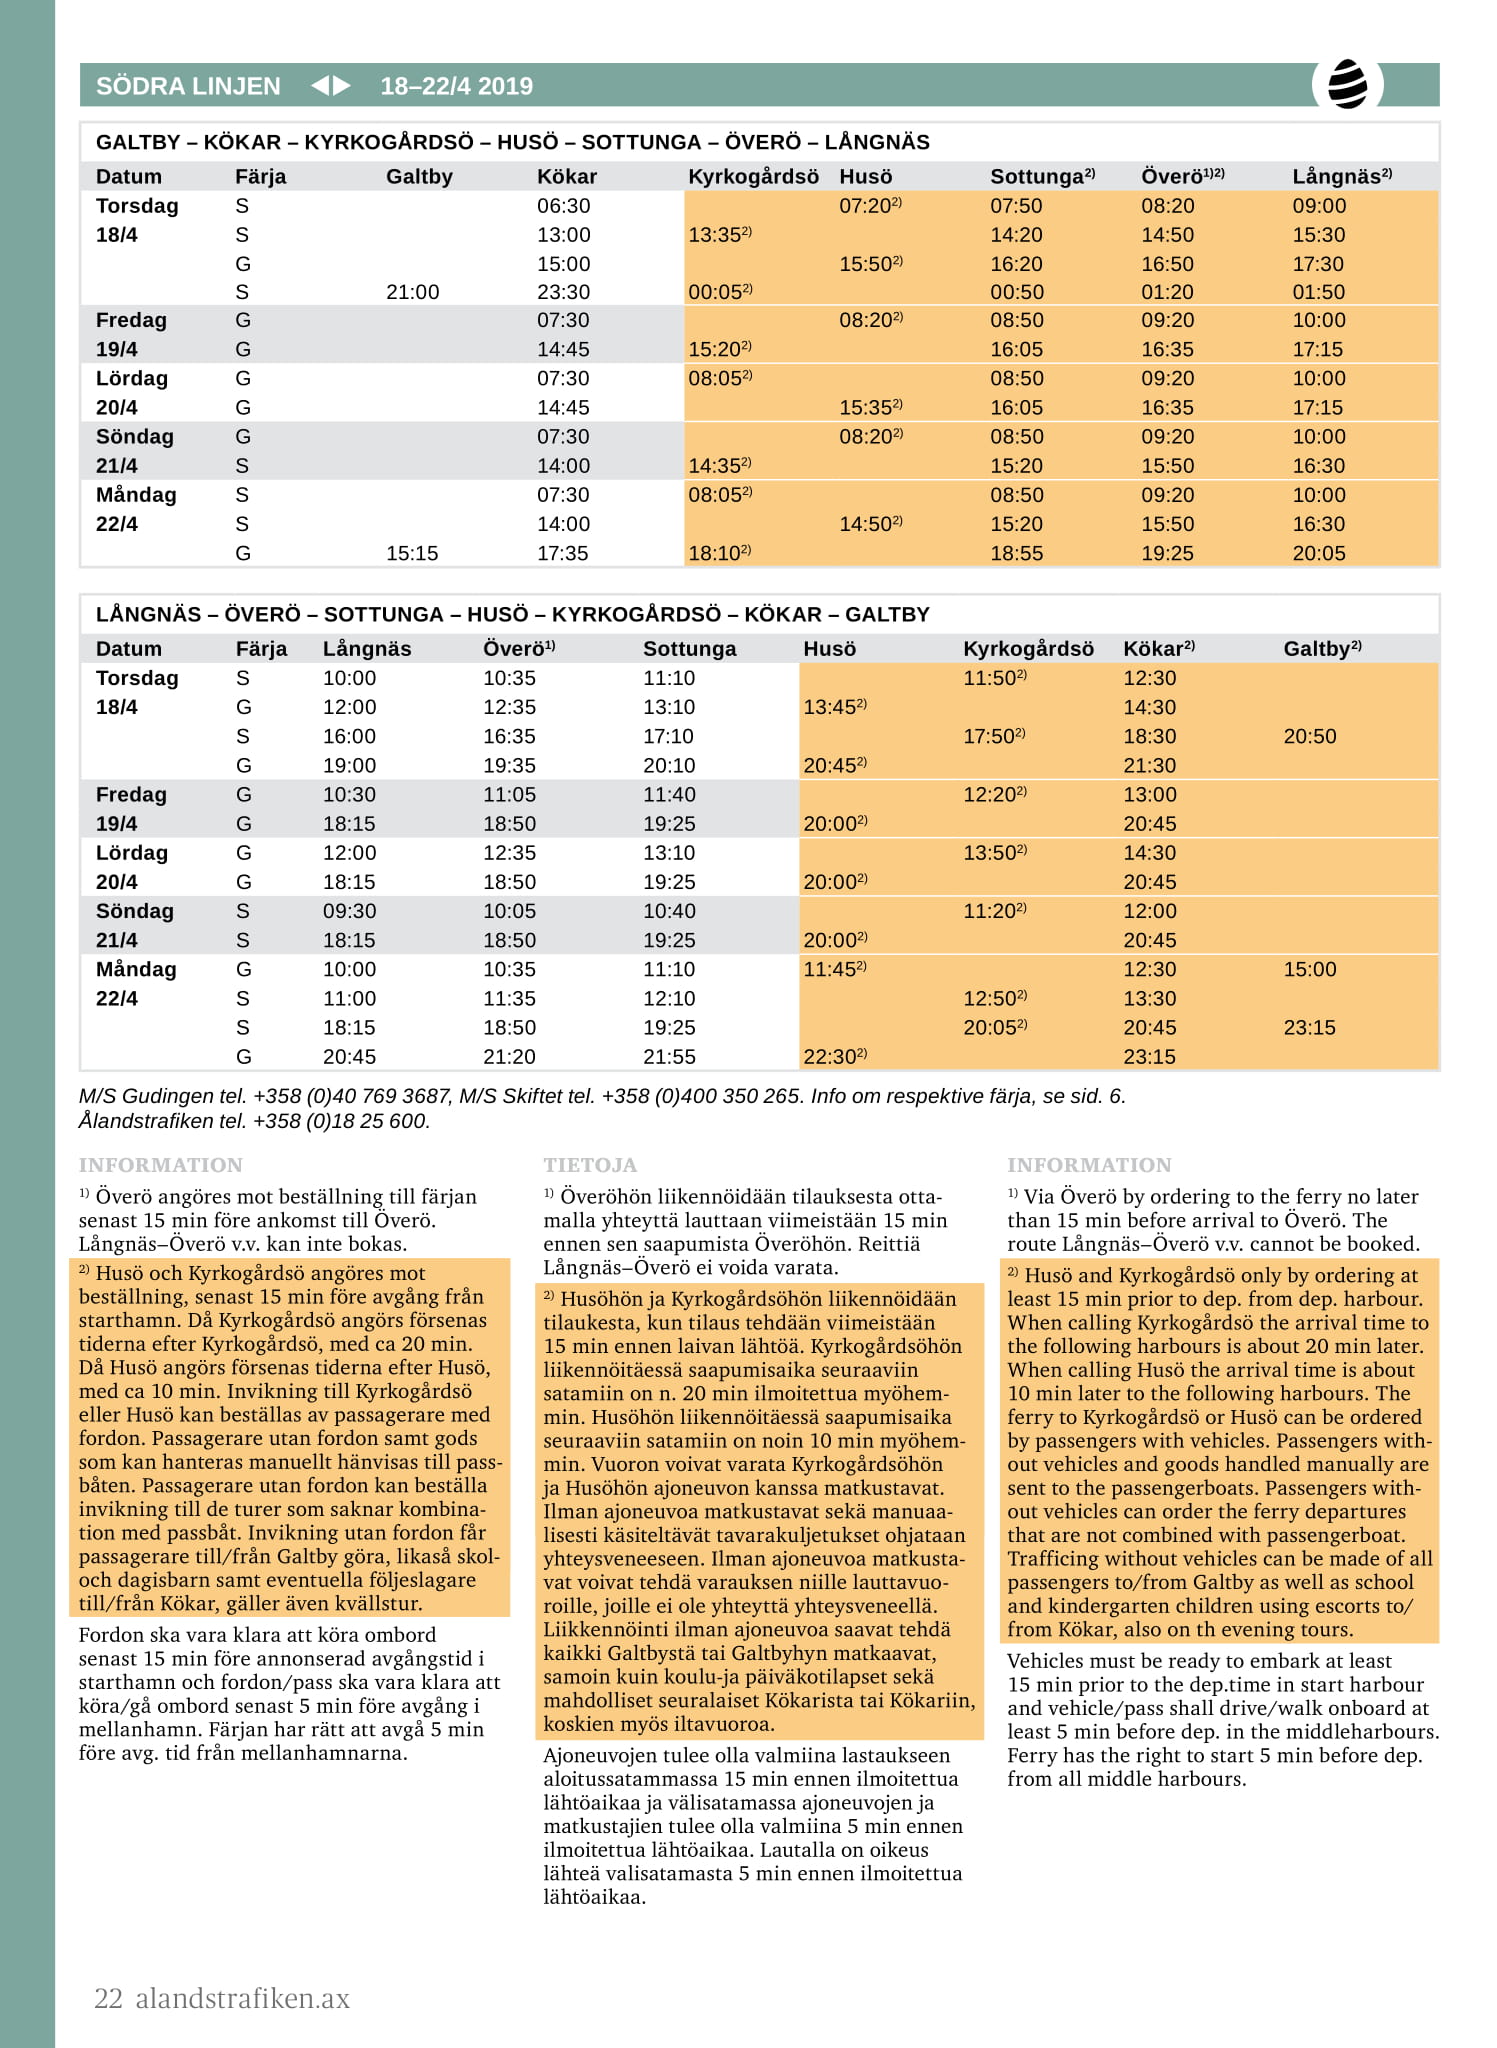 SÖDRA LINJEN ◀▶ 18–22/4 2019
GALTBY – KÖKAR – KYRKOGÅRDSÖ – HUSÖ – SOTTUNGA – ÖVERÖ – LÅNGNÄS
Datum Färja Galtby Kökar Kyrkogårdsö Husö Sottunga2) Överö1)2) Långnäs2)
Torsdag S 06:30 07:202) 07:50 08:20 09:00
18/4 S 13:00 13:352) 14:20 14:50 15:30
G 15:00 15:502) 16:20 16:50 17:30
S 21:00 23:30 00:052) 00:50 01:20 01:50
Fredag G 07:30 08:202) 08:50 09:20 10:00
19/4 G 14:45 15:202) 16:05 16:35 17:15
Lördag G 07:30 08:052) 08:50 09:20 10:00
20/4 G 14:45 15:352) 16:05 16:35 17:15
Söndag G 07:30 08:202) 08:50 09:20 10:00
21/4 S 14:00 14:352) 15:20 15:50 16:30
Måndag S 07:30 08:052) 08:50 09:20 10:00
22/4 S 14:00 14:502) 15:20 15:50 16:30
G 15:15 17:35 18:102) 18:55 19:25 20:05
LÅNGNÄS – ÖVERÖ – SOTTUNGA – HUSÖ – KYRKOGÅRDSÖ – KÖKAR – GALTBY
Datum Färja Långnäs Överö1) Sottunga Husö Kyrkogårdsö Kökar2) Galtby2)
Torsdag S 10:00 10:35 11:10 11:502) 12:30
18/4 G 12:00 12:35 13:10 13:452) 14:30
S 16:00 16:35 17:10 17:502) 18:30 20:50
G 19:00 19:35 20:10 20:452) 21:30
Fredag G 10:30 11:05 11:40 12:202) 13:00
19/4 G 18:15 18:50 19:25 20:002) 20:45
Lördag G 12:00 12:35 13:10 13:502) 14:30
20/4 G 18:15 18:50 19:25 20:002) 20:45
Söndag S 09:30 10:05 10:40 11:202) 12:00
21/4 S 18:15 18:50 19:25 20:002) 20:45
Måndag G 10:00 10:35 11:10 11:452) 12:30 15:00
22/4 S 11:00 11:35 12:10 12:502) 13:30
S 18:15 18:50 19:25 20:052) 20:45 23:15
G 20:45 21:20 21:55 22:302) 23:15
M/S Gudingen tel. +358 (0)40 769 3687, M/S Skiftet tel. +358 (0)400 350 265. Info om respektive färja, se sid. 6.
Ålandstrafiken tel. +358 (0)18 25 600.
INFORMATION
1) Överö angöres mot beställning till färjan
senast 15 min före ankomst till Överö.
Långnäs–Överö v.v. kan inte bokas.
2) Husö och Kyrkogårdsö angöres mot
beställning, senast 15 min före avgång från
starthamn. Då Kyrkogårdsö angörs försenas
tiderna efter Kyrkogårdsö, med ca 20 min.
Då Husö angörs försenas tiderna efter Husö,
med ca 10 min. Invikning till Kyrkogårdsö
eller Husö kan beställas av passagerare med
fordon. Passagerare utan fordon samt gods
som kan hanteras manuellt hänvisas till pass-
båten. Passagerare utan fordon kan beställa
invikning till de turer som saknar kombina-
tion med passbåt. Invikning utan fordon får
passagerare till/från Galtby göra, likaså skol-
och dagisbarn samt eventuella följeslagare
till/från Kökar, gäller även kvällstur.
Fordon ska vara klara att köra ombord
senast 15 min före annonserad avgångstid i
starthamn och fordon/pass ska vara klara att
köra/gå ombord senast 5 min före avgång i
mellanhamn. Färjan har rätt att avgå 5 min
före avg. tid från mellanhamnarna.
TIETOJA
1) Överöhön liikennöidään tilauksesta otta-
malla yhteyttä lauttaan viimeistään 15 min
ennen sen saapumista Överöhön. Reittiä
Långnäs–Överö ei voida varata.
2) Husöhön ja Kyrkogårdsöhön liikennöidään
tilaukesta, kun tilaus tehdään viimeistään
15 min ennen laivan lähtöä. Kyrkogårdsöhön
liikennöitäessä saapumisaika seuraaviin
satamiin on n. 20 min ilmoitettua myöhem-
min. Husöhön liikennöitäessä saapumisaika
seuraaviin satamiin on noin 10 min myöhem-
min. Vuoron voivat varata Kyrkogårdsöhön
ja Husöhön ajoneuvon kanssa matkustavat.
Ilman ajoneuvoa matkustavat sekä manuaa-
lisesti käsiteltävät tavarakuljetukset ohjataan
yhteysveneeseen. Ilman ajoneuvoa matkusta-
vat voivat tehdä varauksen niille lauttavuo-
roille, joille ei ole yhteyttä yhteysveneellä.
Liikkennöinti ilman ajoneuvoa saavat tehdä
kaikki Galtbystä tai Galtbyhyn matkaavat,
samoin kuin koulu-ja päiväkotilapset sekä
mahdolliset seuralaiset Kökarista tai Kökariin,
koskien myös iltavuoroa.
Ajoneuvojen tulee olla valmiina lastaukseen
aloitussatammassa 15 min ennen ilmoitettua
lähtöaikaa ja välisatamassa ajoneuvojen ja
matkustajien tulee olla valmiina 5 min ennen
ilmoitettua lähtöaikaa. Lautalla on oikeus
lähteä valisatamasta 5 min ennen ilmoitettua
lähtöaikaa.
INFORMATION
1) Via Överö by ordering to the ferry no later
than 15 min before arrival to Överö. The
route Långnäs–Överö v.v. cannot be booked.
2) Husö and Kyrkogårdsö only by ordering at
least 15 min prior to dep. from dep. harbour.
When calling Kyrkogårdsö the arrival time to
the following harbours is about 20 min later.
When calling Husö the arrival time is about
10 min later to the following harbours. The
ferry to Kyrkogårdsö or Husö can be ordered
by passengers with vehicles. Passengers with-
out vehicles and goods handled manually are
sent to the passengerboats. Passengers with-
out vehicles can order the ferry departures
that are not combined with passengerboat.
Trafficing without vehicles can be made of all
passengers to/from Galtby as well as school
and kindergarten children using escorts to/
from Kökar, also on th evening tours.
Vehicles must be ready to embark at least
15 min prior to the dep.time in start harbour
and vehicle/pass shall drive/walk onboard at
least 5 min before dep. in the middleharbours.
Ferry has the right to start 5 min before dep.
from all middle harbours.
22 alandstrafiken.ax